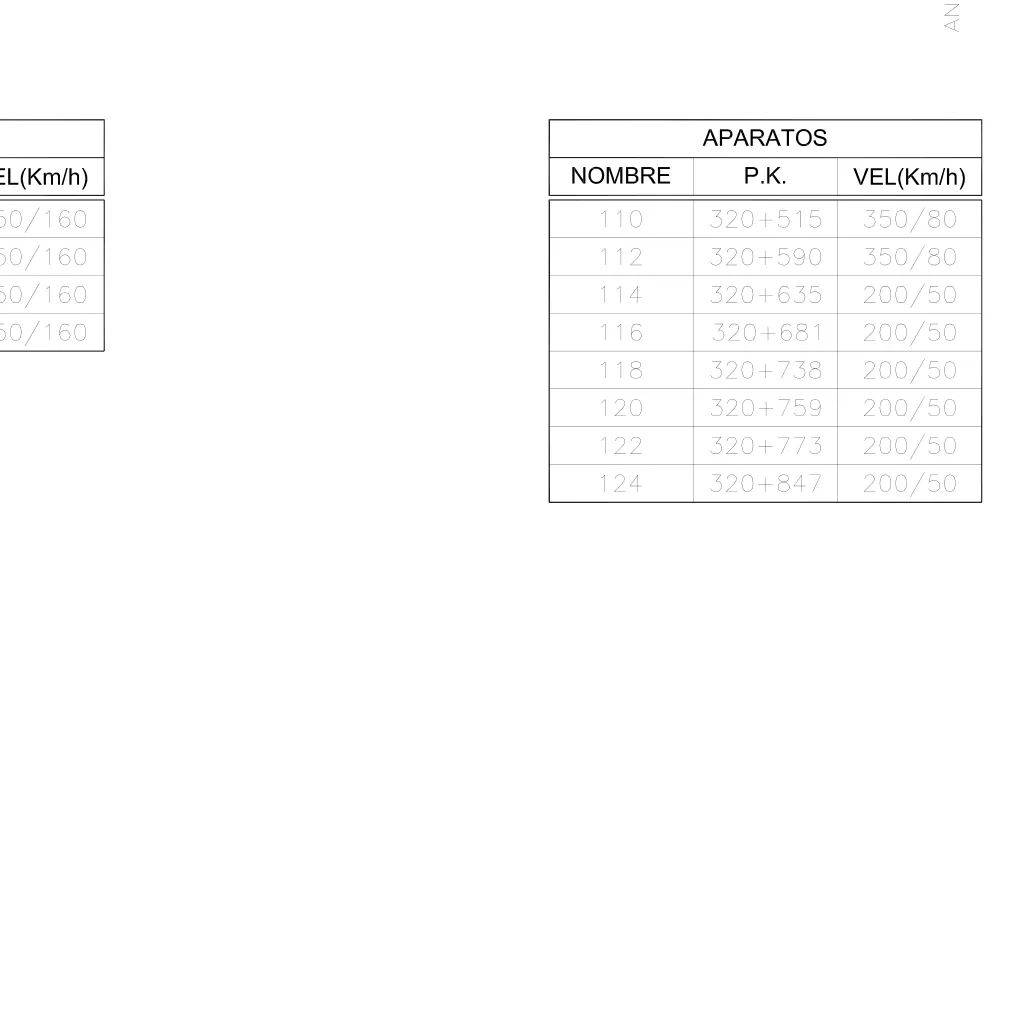 AN
EL(Km/h)
50/160
50/160
50/160
50/160
APARATOS
NOMBRE P.K. VEL(Km/h)
110 320+515 350/80
112 320+590 350/80
114 320+635 200/50
116 320+681 200/50
118 320+738 200/50
120 320+759 200/50
122 320+773 200/50
124 320+847 200/50